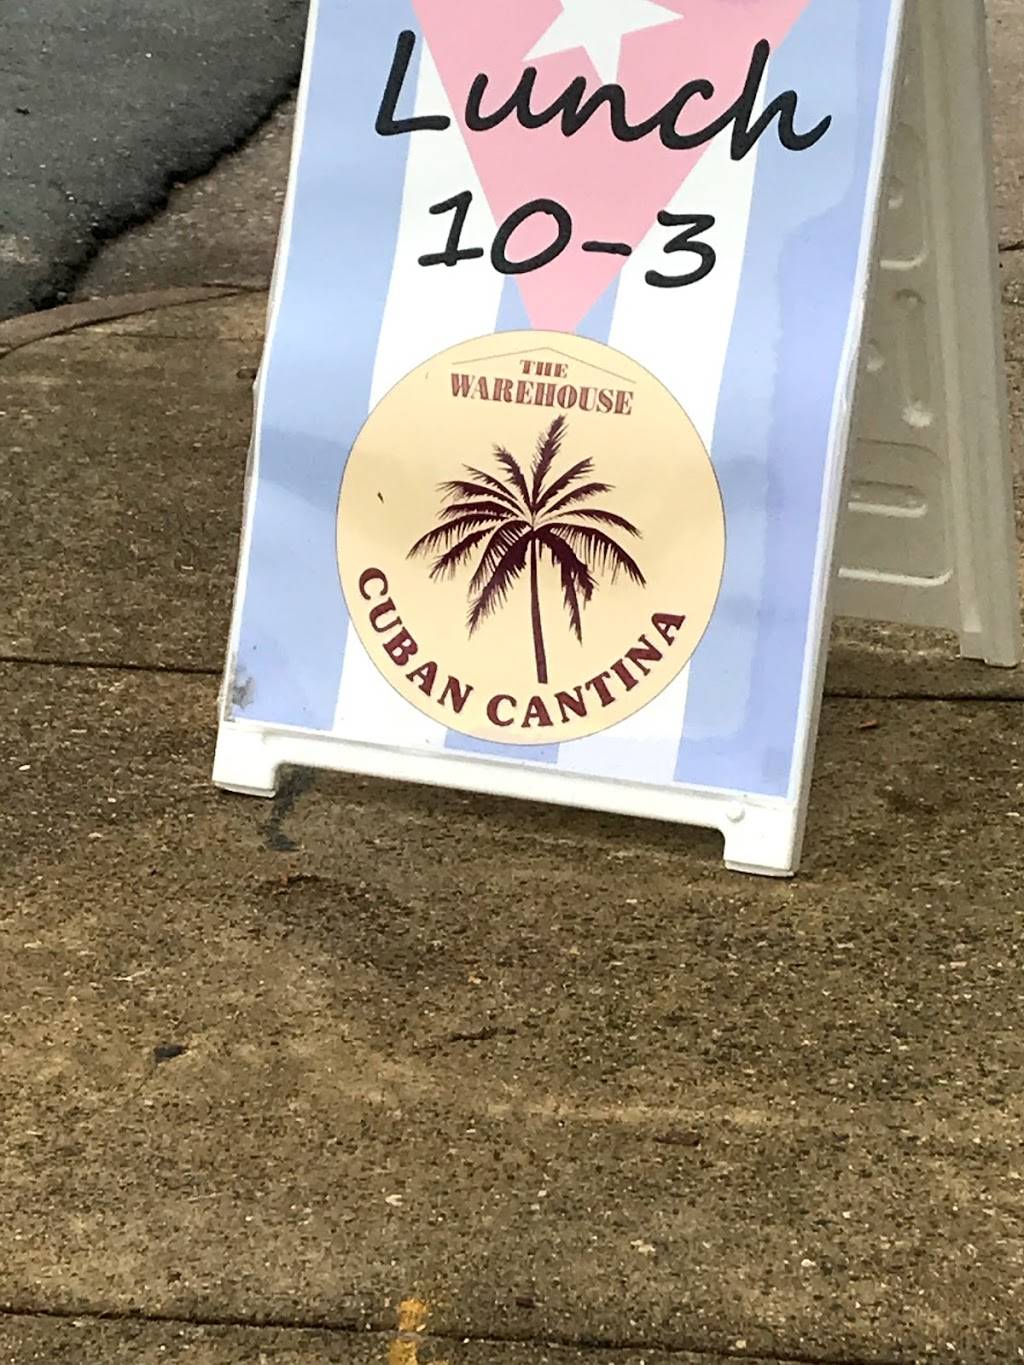 Lunch
10-3
THE
WAREHOUSE
CUBAN CANTINA